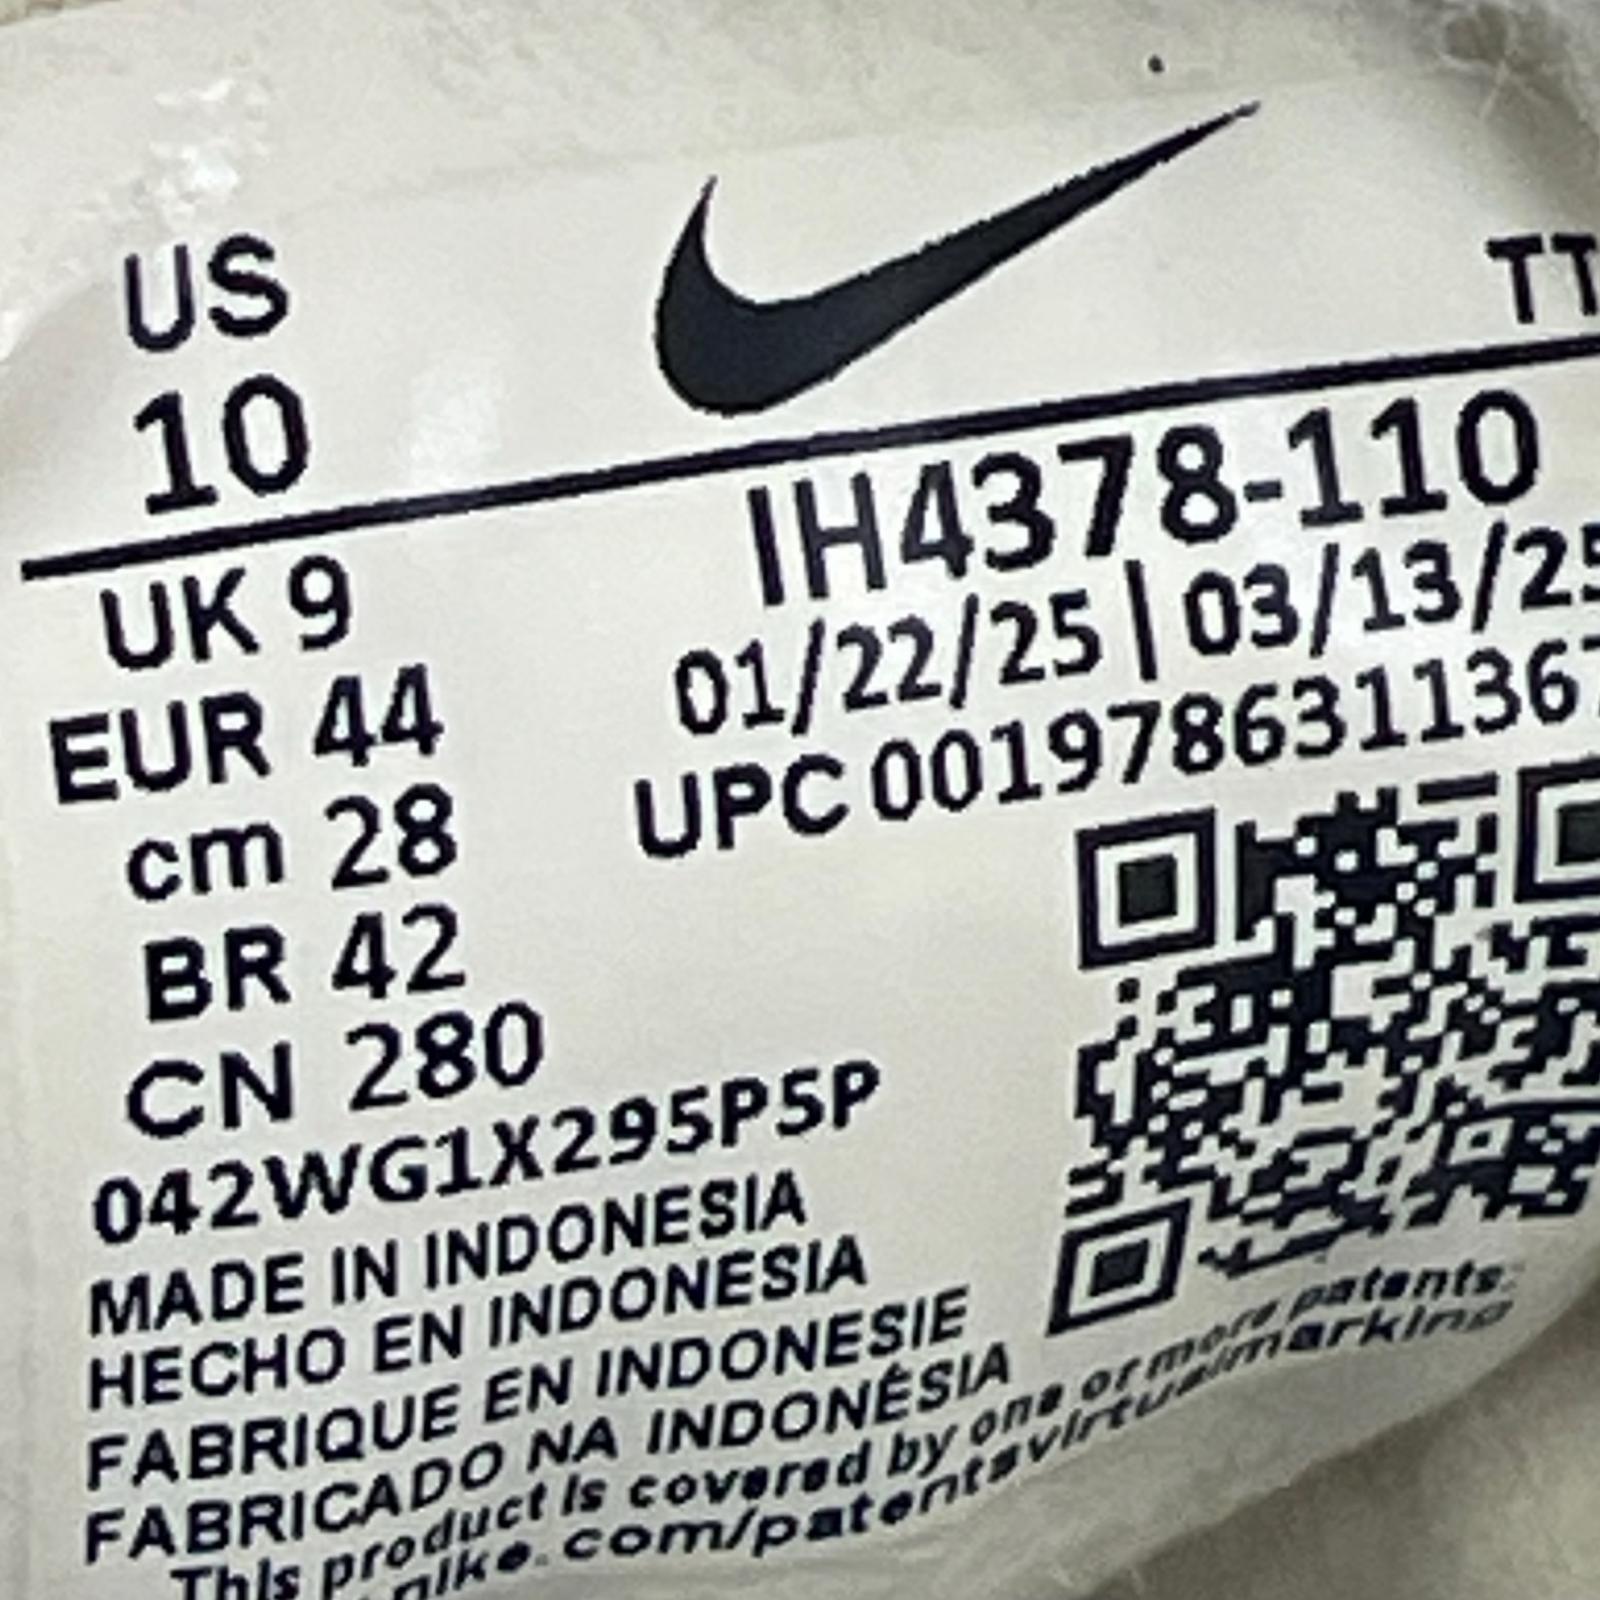 US
10
TT
UK 9
EUR 44
cm 28
BR 42
CN 280
IH4378-110
01/22/25 | 03/13/25
UPC 00197863111367
042WG1X295P5P
MADE IN INDONESIA
HECHO EN INDONESIA
FABRIQUE EN INDONESIE
FABRICADO NA INDONÉSIA
This product is covered by one or more patents:
nike.com/patentsvirtualmarking